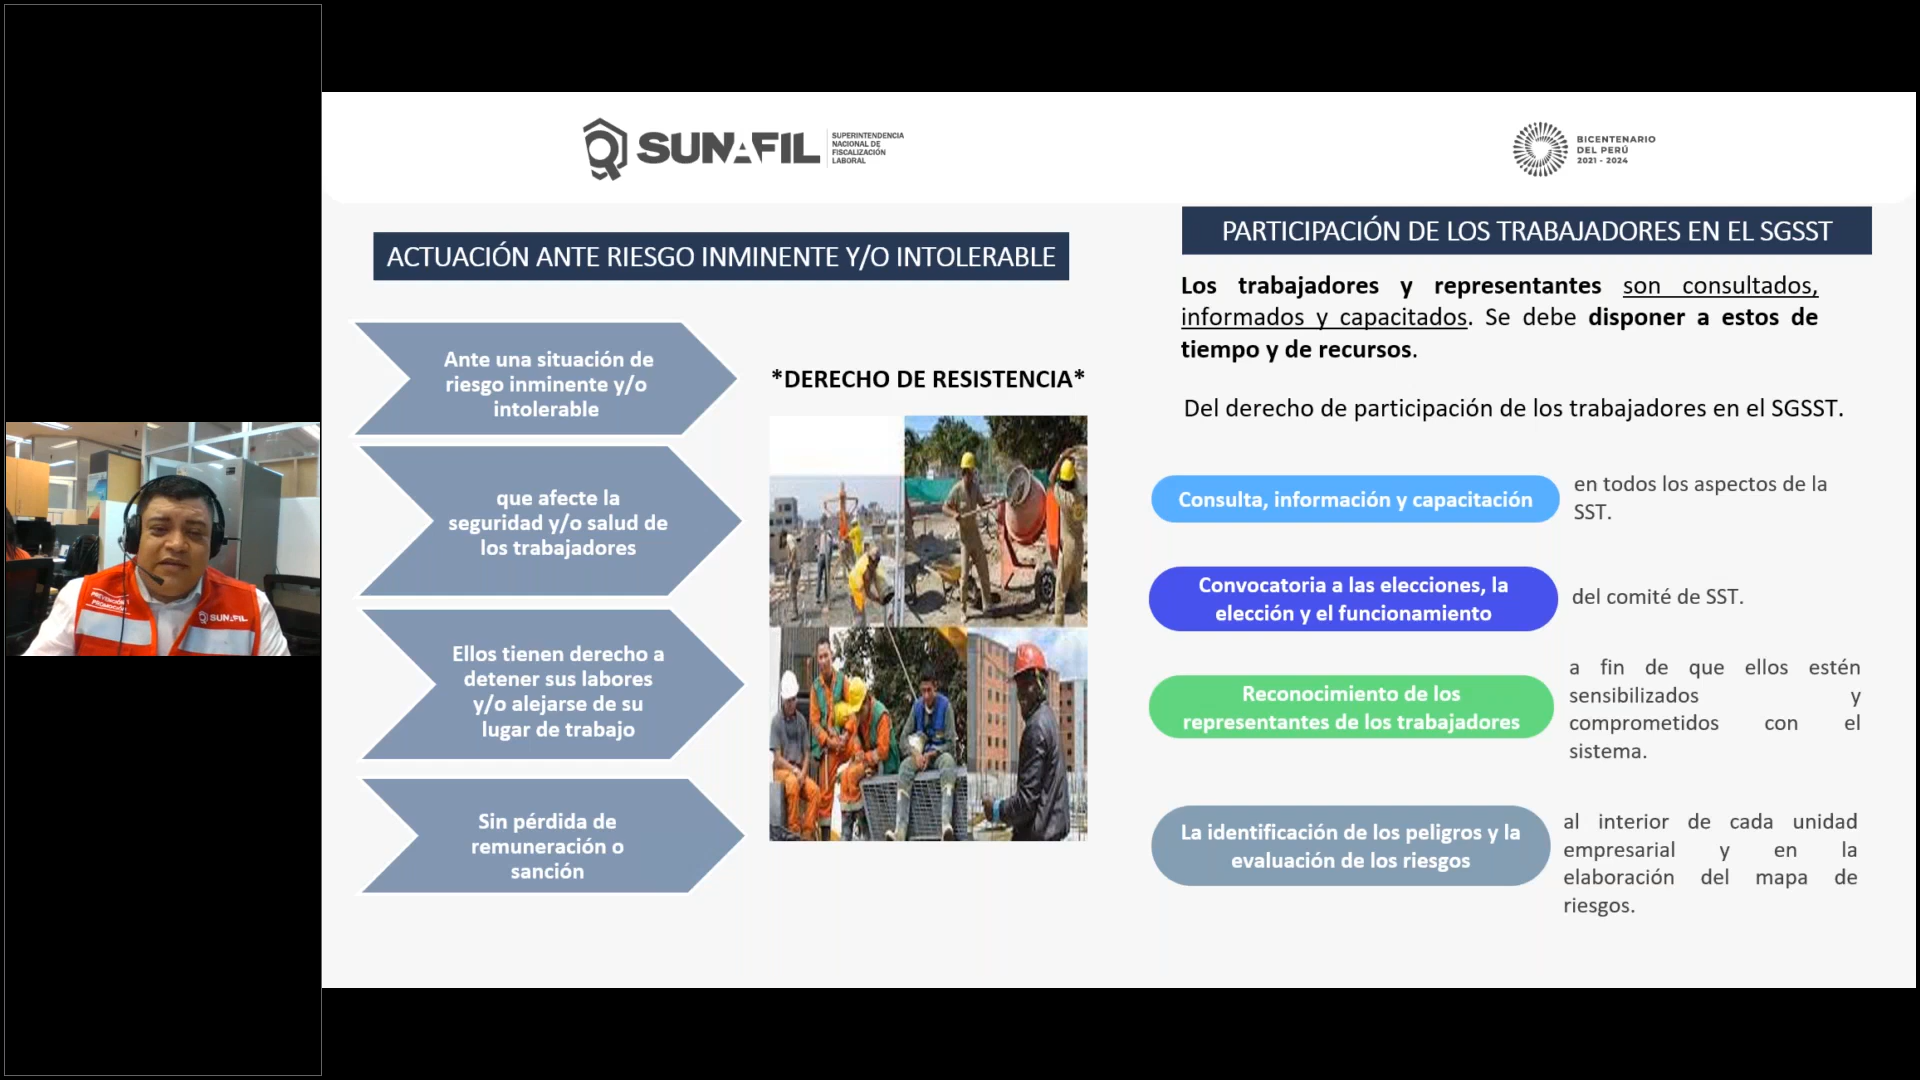 SUNAFIL
SUPERINTENDENCIA
NACIONAL DE
FISCALIZACIÓN
LABORAL
BICENTENARIO
DEL PERÚ
2021 - 2024
ACTUACIÓN ANTE RIESGO INMINENTE Y/O INTOLERABLE
Ante una situación de
riesgo inminente y/o
intolerable
que afecte la
seguridad y/o salud de
los trabajadores
Ellos tienen derecho a
detener sus labores
y/o alejarse de su
lugar de trabajo
Sin pérdida de
remuneración o
sanción
*DERECHO DE RESISTENCIA*
PARTICIPACIÓN DE LOS TRABAJADORES EN EL SGSST
Los trabajadores y representantes son consultados,
informados y capacitados. Se debe disponer a estos de
tiempo y de recursos.
Del derecho de participación de los trabajadores en el SGSST.
Consulta, información y capacitación
en todos los aspectos de la
SST.
Convocatoria a las elecciones, la
elección y el funcionamiento
del comité de SST.
Reconocimiento de los
representantes de los trabajadores
a fin de que ellos estén
sensibilizados y
comprometidos con el
sistema.
La identificación de los peligros y la
evaluación de los riesgos
al interior de cada unidad
empresarial y en la
elaboración del mapa de
riesgos.
PREVENCIÓN
PROMOCIÓN
SUNAFIL